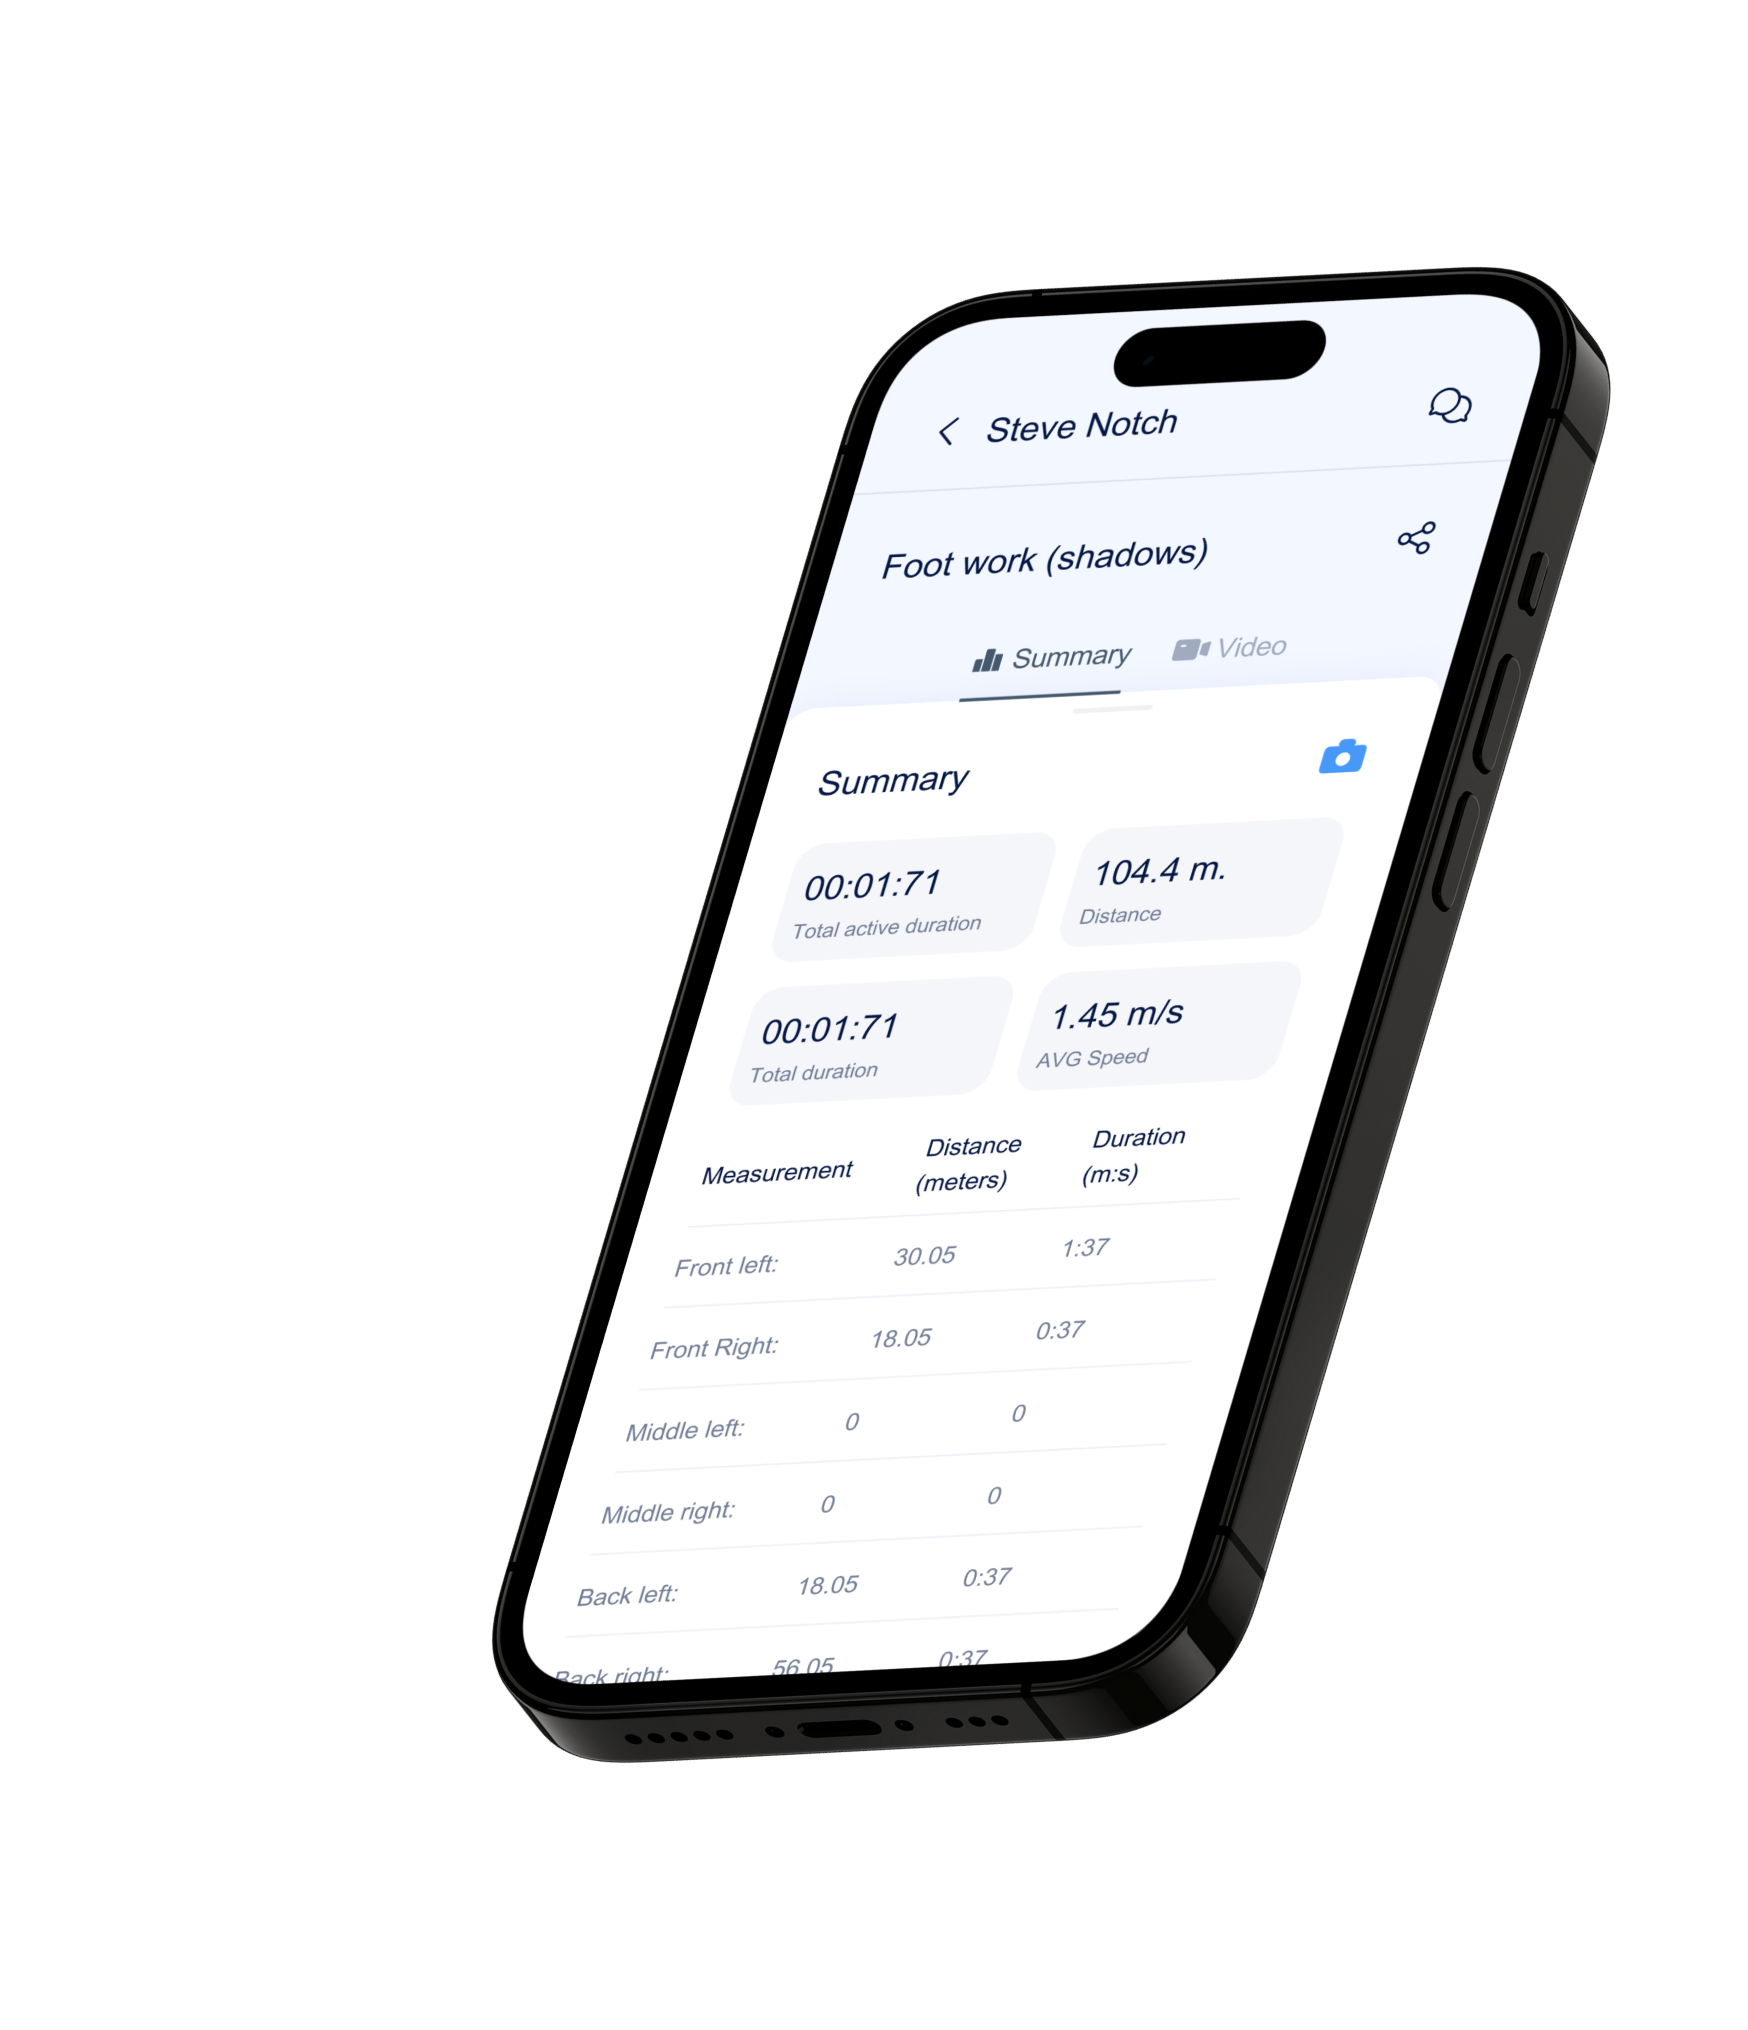 Steve Notch
Foot work (shadows)
Summary Video
Summary
00:01:71
Total active duration
104.4 m.
Distance
00:01:71
Total duration
1.45 m/s
AVG Speed
Measurement Distance (meters) Duration (m:s)
Front left: 30.05 1:37
Front Right: 18.05 0:37
Middle left: 0 0
Middle right: 0 0
Back left: 18.05 0:37
Back right: 56.05 0:37